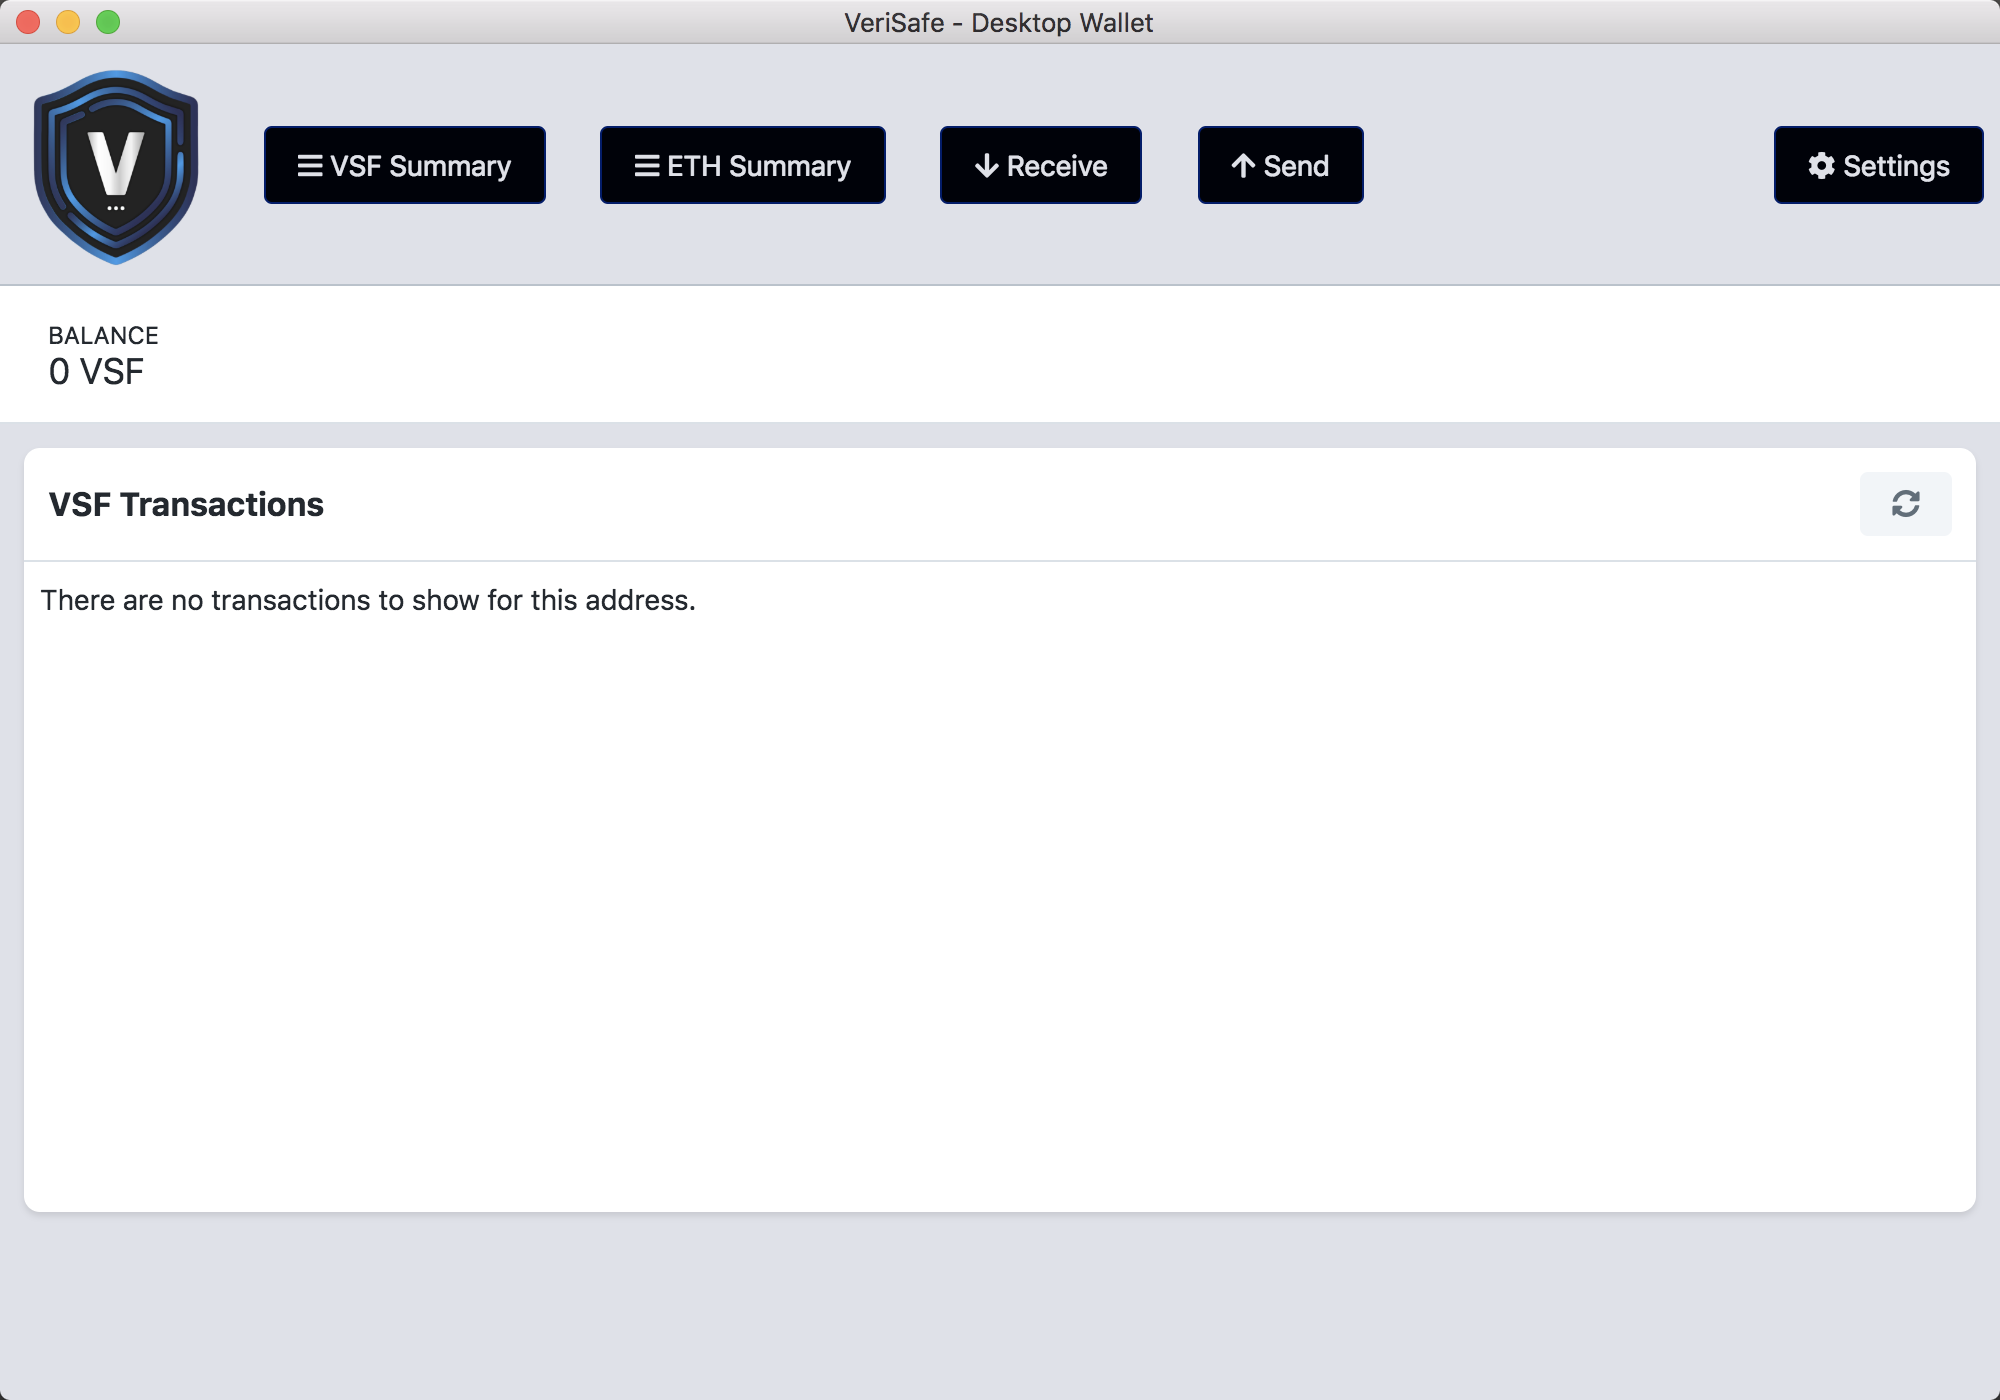 VeriSafe - Desktop Wallet
V
VSF Summary
ETH Summary
Receive
Send
Settings
BALANCE
0 VSF
VSF Transactions
There are no transactions to show for this address.